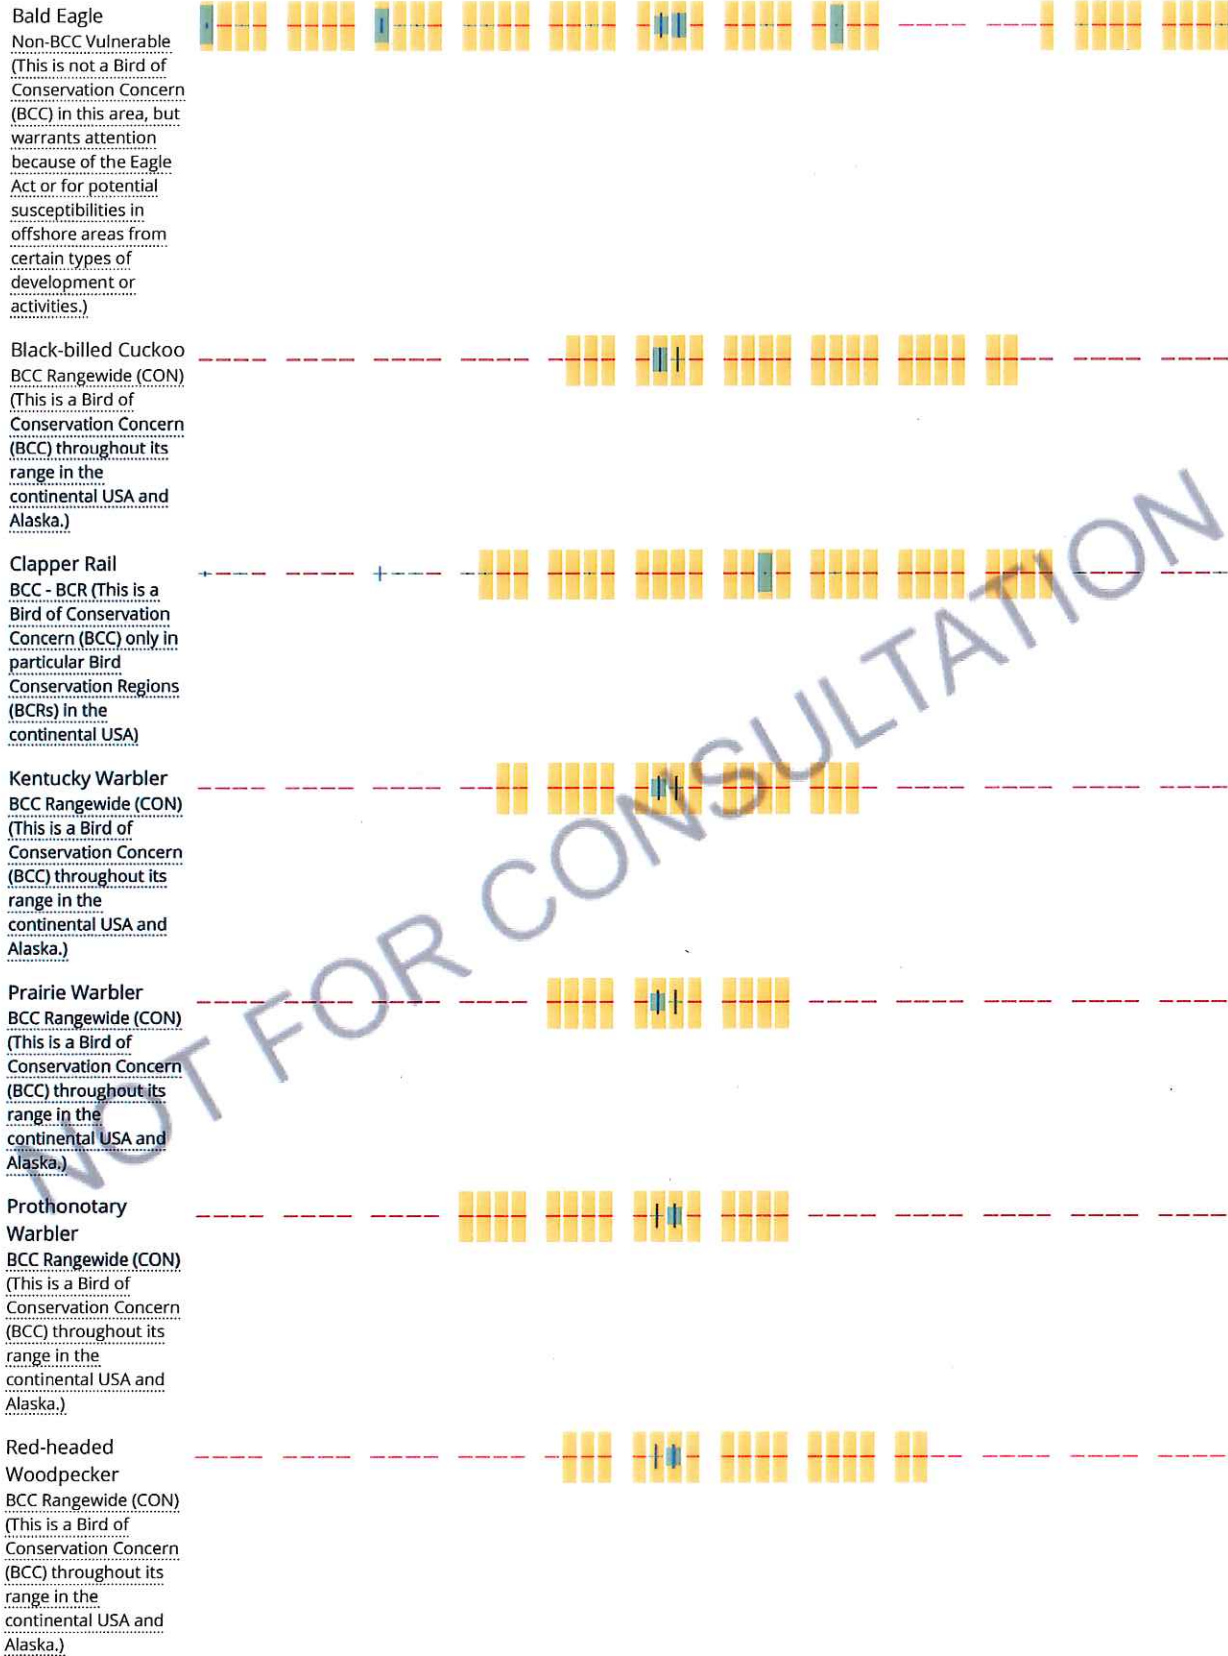 Bald Eagle
Non-BCC Vulnerable
(This is not a Bird of
Conservation Concern
(BCC) in this area, but
warrants attention
because of the Eagle
Act or for potential
susceptibilities in
offshore areas from
certain types of
development or
activities.)
Black-billed Cuckoo
BCC Rangewide (CON)
(This is a Bird of
Conservation Concern
(BCC) throughout its
range in the
continental USA and
Alaska.)
Clapper Rail
BCC - BCR (This is a
Bird of Conservation
Concern (BCC) only in
particular Bird
Conservation Regions
(BCRs) in the
continental USA)
Kentucky Warbler
BCC Rangewide (CON)
(This is a Bird of
Conservation Concern
(BCC) throughout its
range in the
continental USA and
Alaska.)
Prairie Warbler
BCC Rangewide (CON)
(This is a Bird of
Conservation Concern
(BCC) throughout its
range in the
continental USA and
Alaska.)
Prothonotary
Warbler
BCC Rangewide (CON)
(This is a Bird of
Conservation Concern
(BCC) throughout its
range in the
continental USA and
Alaska.)
Red-headed
Woodpecker
BCC Rangewide (CON)
(This is a Bird of
Conservation Concern
(BCC) throughout its
range in the
continental USA and
Alaska.)
NOT FOR CONSULTATION